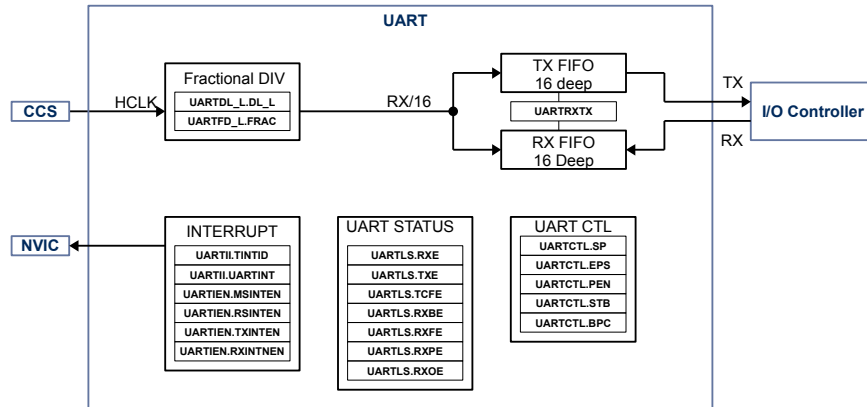 UART
Fractional DIV
UARTDL_L.DL_L
UARTFD_L.FRAC
TX FIFO
16 deep
UARTRXTX
RX FIFO
16 Deep
CCS
HCLK
RX/16
TX
I/O Controller
RX
NVIC
INTERRUPT
UARTII.TINTID
UARTII.UARTINT
UARTIEN.MSINTEN
UARTIEN.RSINTEN
UARTIEN.TXINTEN
UARTIEN.RXINTNEN
UART STATUS
UARTLS.RXE
UARTLS.TXE
UARTLS.TCFE
UARTLS.RXBE
UARTLS.RXFE
UARTLS.RXPE
UARTLS.RXOE
UART CTL
UARTCTL.SP
UARTCTL.EPS
UARTCTL.PEN
UARTCTL.STB
UARTCTL.BPC